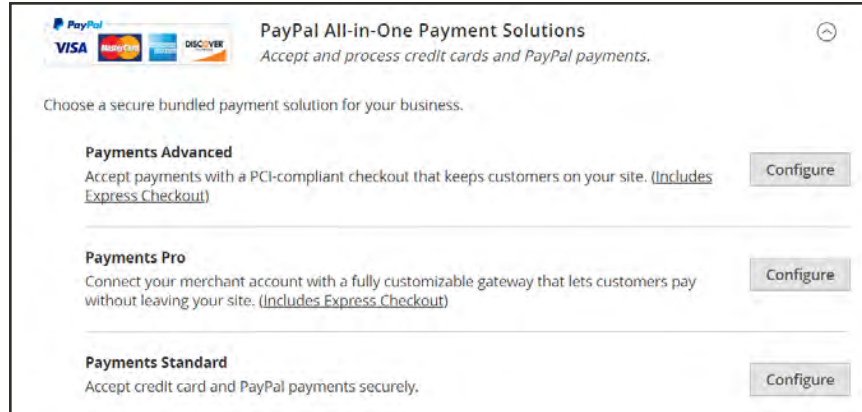 PayPal
VISA MasterCard DISCOVER
PayPal All-in-One Payment Solutions
Accept and process credit cards and PayPal payments.
Choose a secure bundled payment solution for your business.
Payments Advanced
Accept payments with a PCI-compliant checkout that keeps customers on your site. (Includes
Express Checkout)
Configure
Payments Pro
Connect your merchant account with a fully customizable gateway that lets customers pay
without leaving your site. (Includes Express Checkout)
Configure
Payments Standard
Accept credit card and PayPal payments securely.
Configure